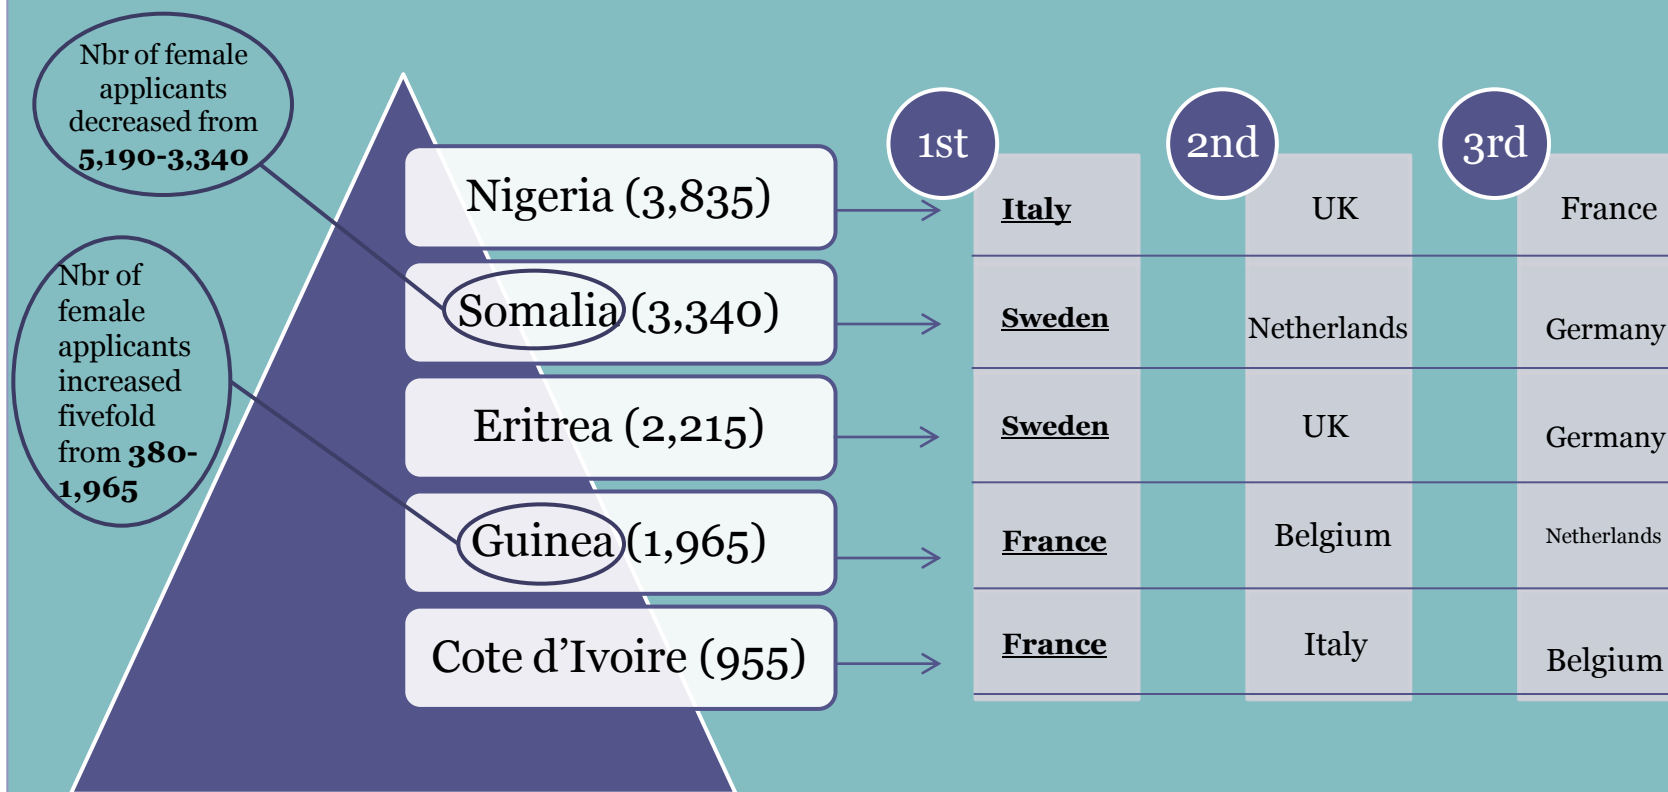 Nbr of female
applicants
decreased from
5,190-3,340
Nbr of
female
applicants
increased
fivefold
from 380-
1,965
1st
2nd
3rd
Nigeria (3,835)
Italy
UK
France
Somalia (3,340)
Sweden
Netherlands
Germany
Eritrea (2,215)
Sweden
UK
Germany
Guinea (1,965)
France
Belgium
Netherlands
Cote d’Ivoire (955)
France
Italy
Belgium